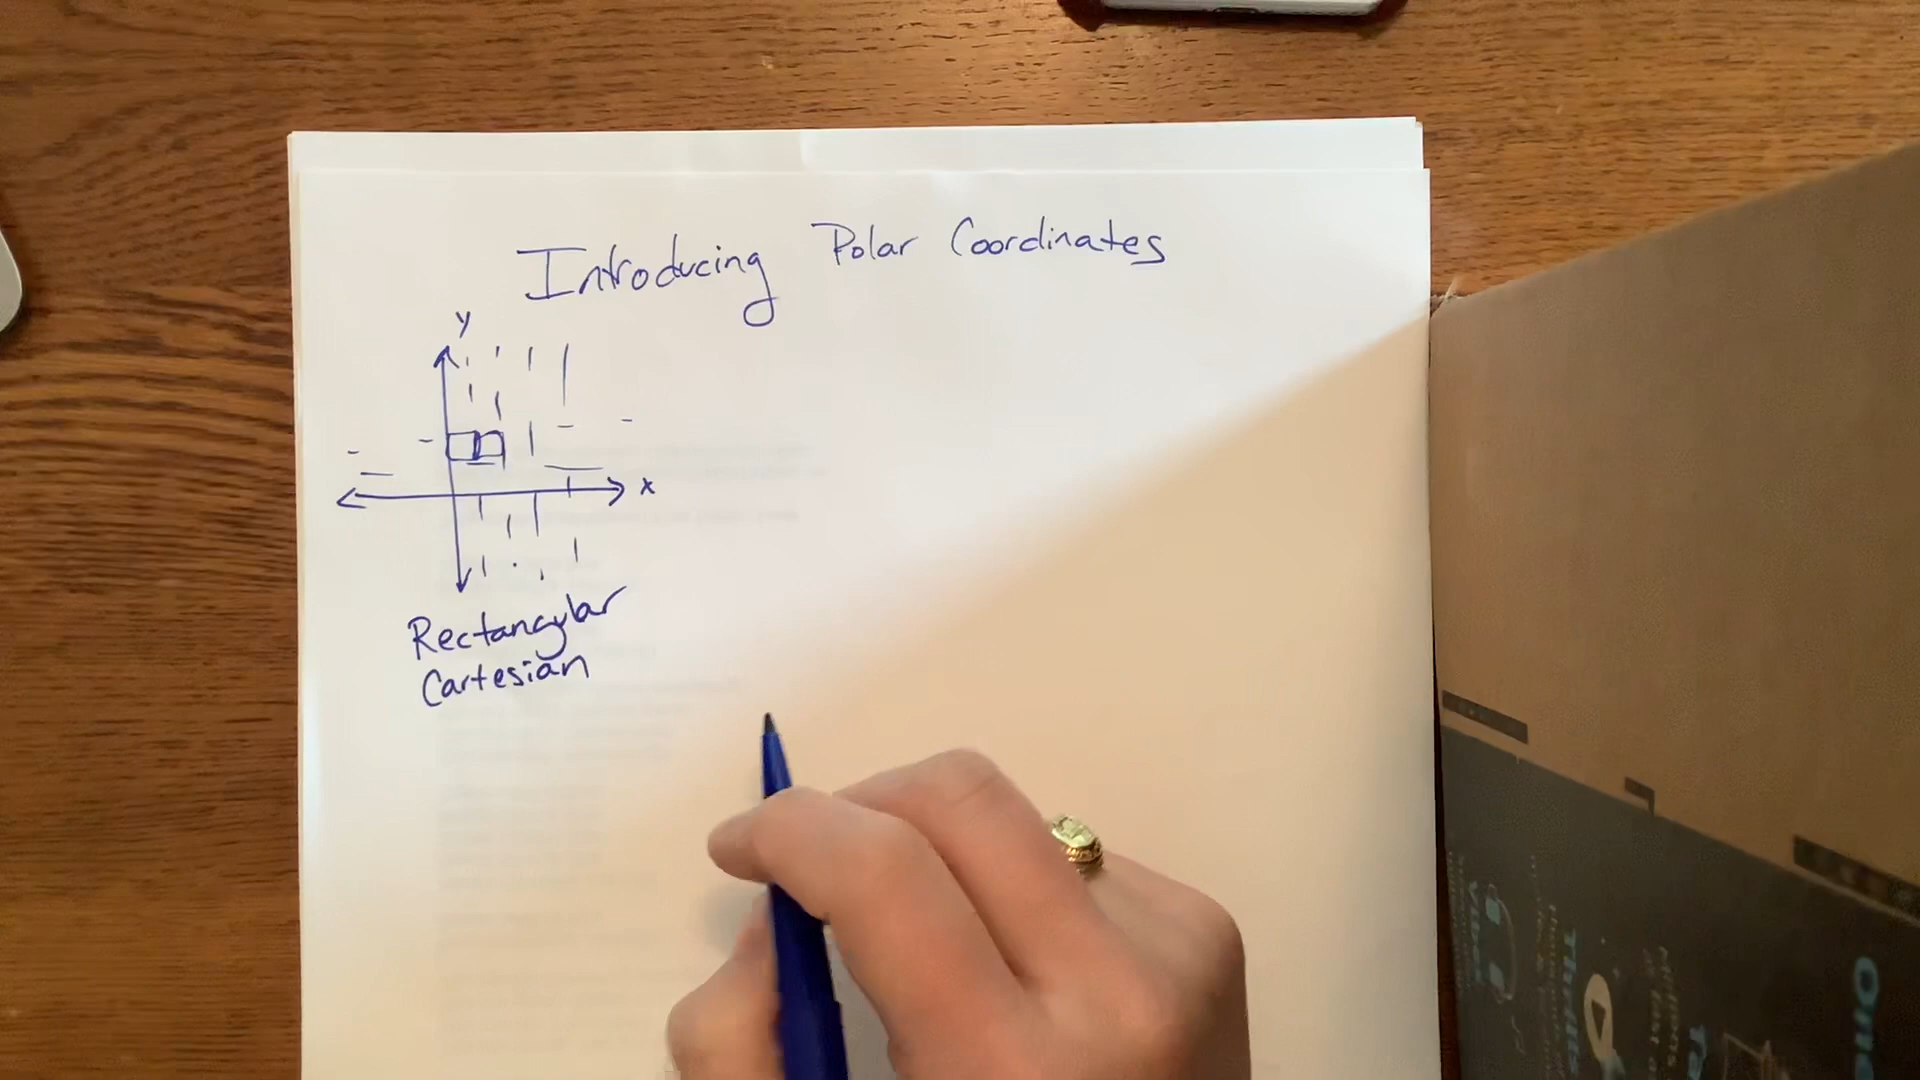 Introducing Polar Coordinates
y
x
Rectangular
Cartesian